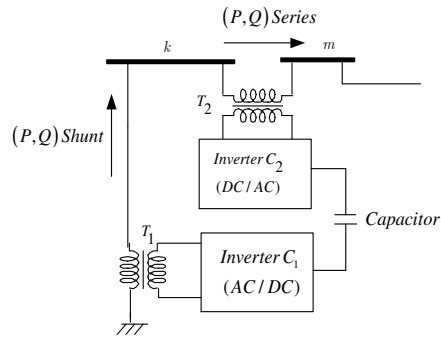 (P,Q) Series
k
m
T2
(P,Q) Shunt
Inverter C2
(DC / AC)
Capacitor
T1
Inverter C1
(AC / DC)